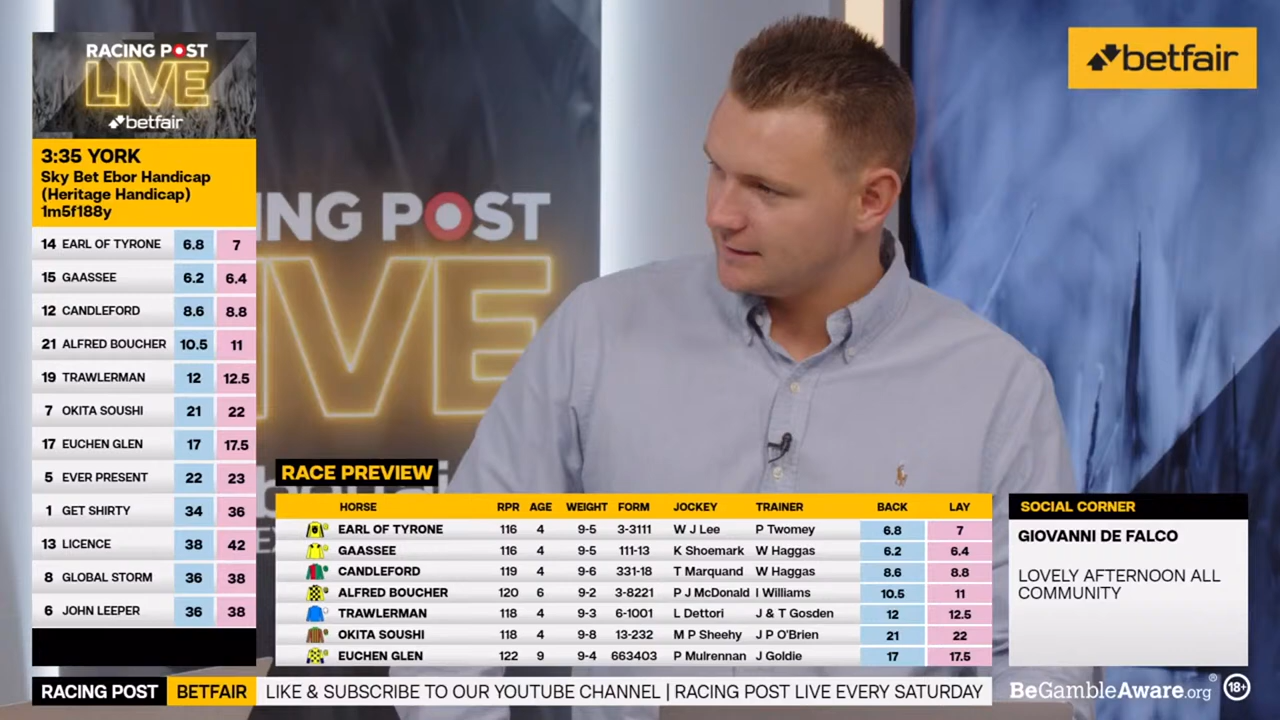 RACING POST
LIVE
betfair
3:35 YORK
Sky Bet Ebor Handicap
(Heritage Handicap)
1m5f188y
14 EARL OF TYRONE 6.8 7
15 GAASSEE 6.2 6.4
12 CANDLEFORD 8.6 8.8
21 ALFRED BOUCHER 10.5 11
19 TRAWLERMAN 12 12.5
7 OKITA SOUSHI 21 22
17 EUCHEN GLEN 17 17.5
5 EVER PRESENT 22 23
1 GET SHIRTY 34 36
13 LICENCE 38 42
8 GLOBAL STORM 36 38
6 JOHN LEEPER 36 38
betfair
ING POST
IVE
RACE PREVIEW
HORSE RPR AGE WEIGHT FORM JOCKEY TRAINER BACK LAY
EARL OF TYRONE 116 4 9-5 3-3111 W J Lee P Twomey 6.8 7
GAASSEE 116 4 9-5 111-13 K Shoemark W Haggas 6.2 6.4
CANDLEFORD 119 4 9-6 331-18 T Marquand W Haggas 8.6 8.8
ALFRED BOUCHER 120 6 9-2 3-8221 P J McDonald I Williams 10.5 11
TRAWLERMAN 118 4 9-3 6-1001 L Dettori J & T Gosden 12 12.5
OKITA SOUSHI 118 4 9-8 13-232 M P Sheehy J P O'Brien 21 22
EUCHEN GLEN 122 9 9-4 663403 P Mulrennan J Goldie 17 17.5
SOCIAL CORNER
GIOVANNI DE FALCO
LOVELY AFTERNOON ALL
COMMUNITY
RACING POST BETFAIR LIKE & SUBSCRIBE TO OUR YOUTUBE CHANNEL | RACING POST LIVE EVERY SATURDAY
BeGambleAware.org® 18+